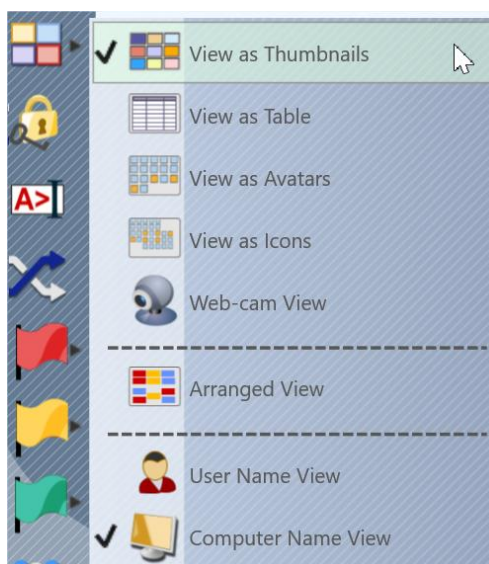 View as Thumbnails
View as Table
View as Avatars
A>
View as Icons
Web-cam View
Arranged View
User Name View
Computer Name View